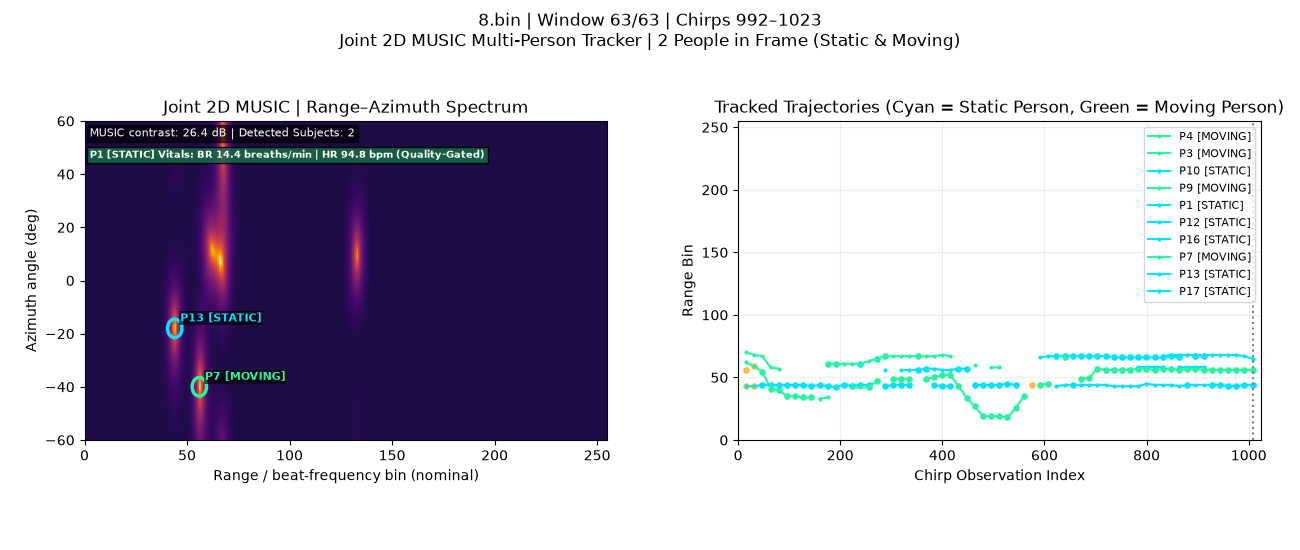 8.bin | Window 63/63 | Chirps 992–1023
Joint 2D MUSIC Multi-Person Tracker | 2 People in Frame (Static & Moving)
Joint 2D MUSIC | Range–Azimuth Spectrum
MUSIC contrast: 26.4 dB | Detected Subjects: 2
P1 [STATIC] Vitals: BR 14.4 breaths/min | HR 94.8 bpm (Quality-Gated)
P13 [STATIC]
P7 [MOVING]
60
40
20
0
−20
−40
−60
Azimuth angle (deg)
0
50
100
150
200
250
Range / beat-frequency bin (nominal)
Tracked Trajectories (Cyan = Static Person, Green = Moving Person)
P4 [MOVING]
P3 [MOVING]
P10 [STATIC]
P9 [MOVING]
P1 [STATIC]
P12 [STATIC]
P16 [STATIC]
P7 [MOVING]
P13 [STATIC]
P17 [STATIC]
250
200
150
100
50
0
Range Bin
0
200
400
600
800
1000
Chirp Observation Index